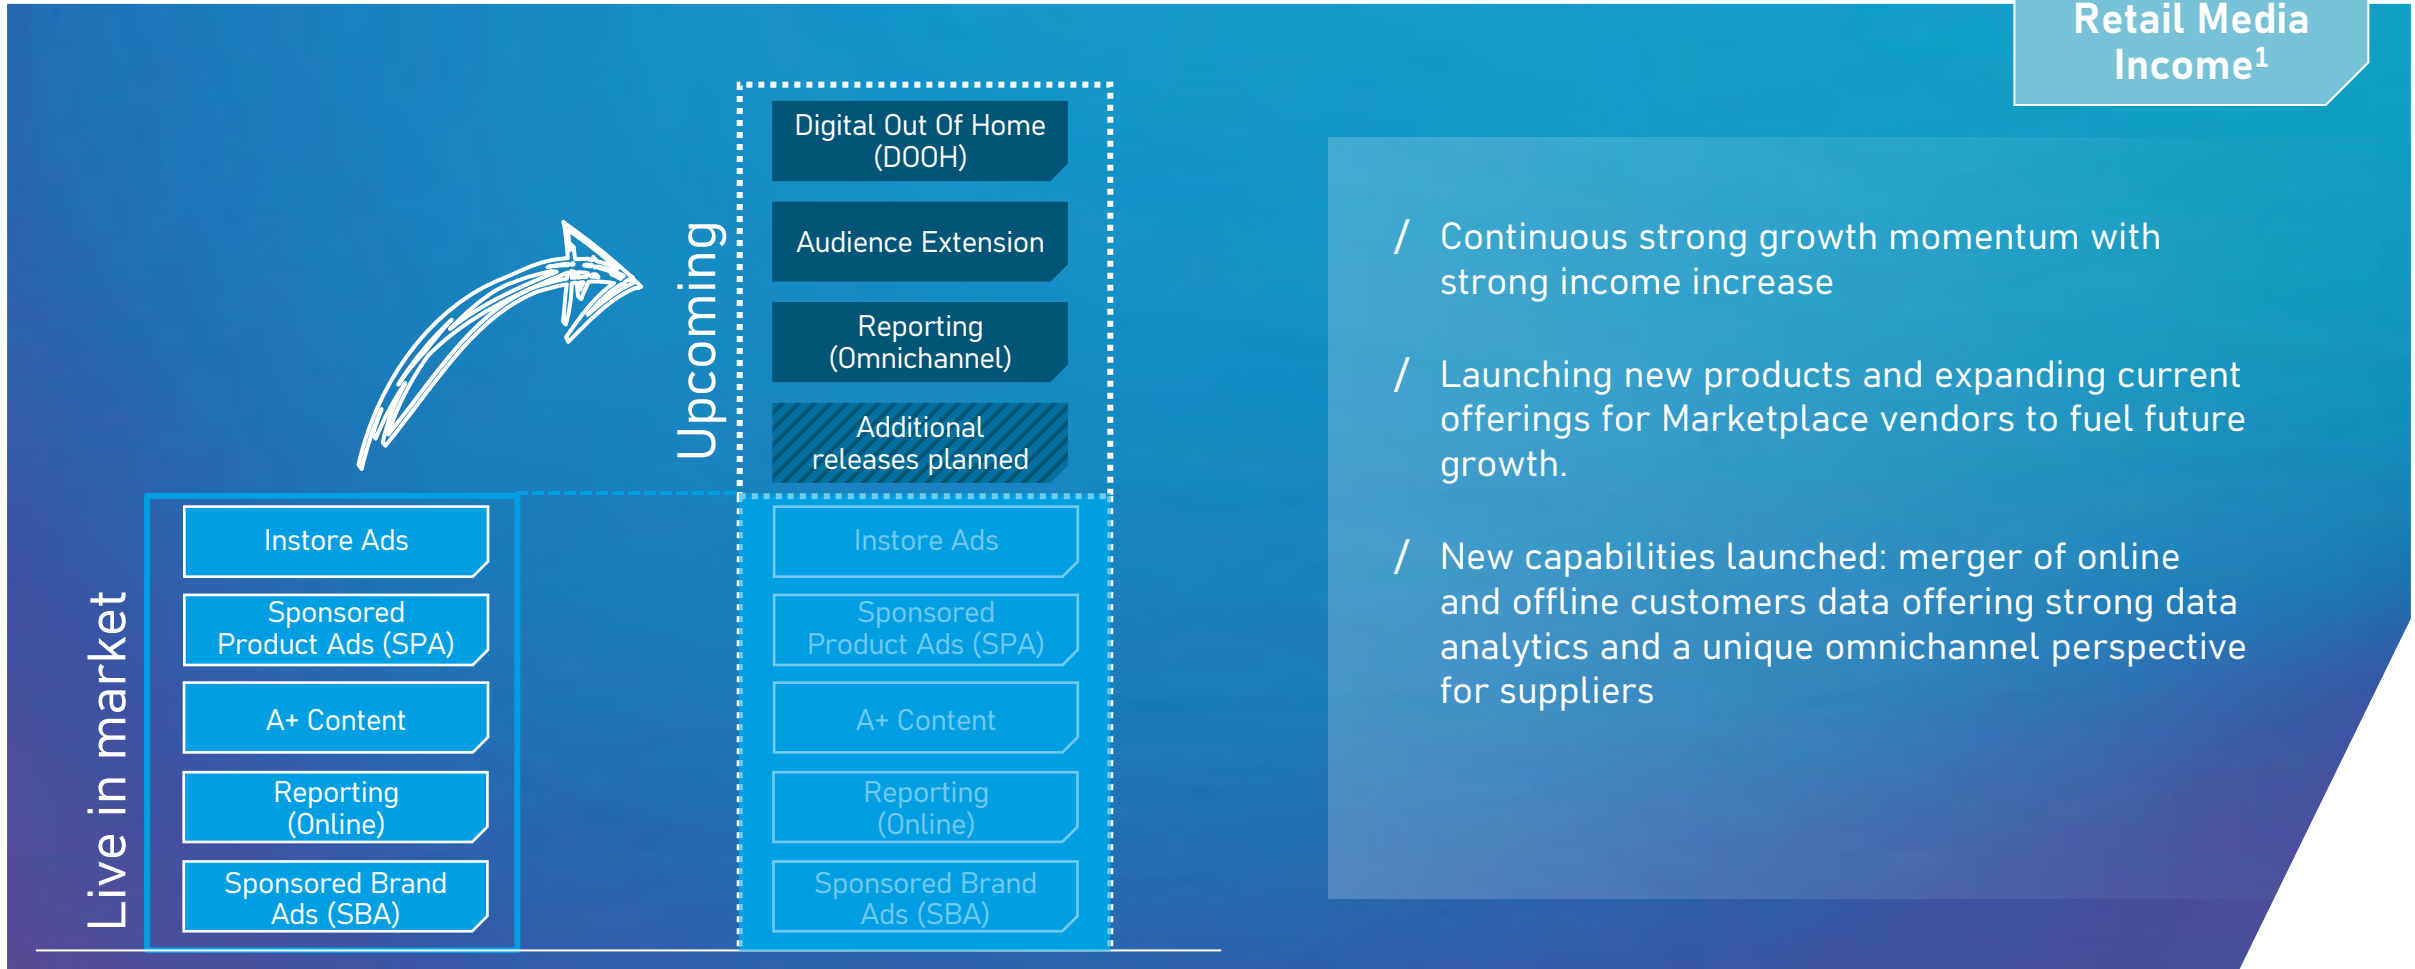 Retail Media
Income¹
Upcoming
Digital Out Of Home
(DOOH)
Audience Extension
Reporting
(Omnichannel)
Additional
releases planned
Live in market
Instore Ads
Sponsored
Product Ads (SPA)
A+ Content
Reporting
(Online)
Sponsored Brand
Ads (SBA)
Instore Ads
Sponsored
Product Ads (SPA)
A+ Content
Reporting
(Online)
Sponsored Brand
Ads (SBA)
/ Continuous strong growth momentum with
strong income increase
/ Launching new products and expanding current
offerings for Marketplace vendors to fuel future
growth.
/ New capabilities launched: merger of online
and offline customers data offering strong data
analytics and a unique omnichannel perspective
for suppliers